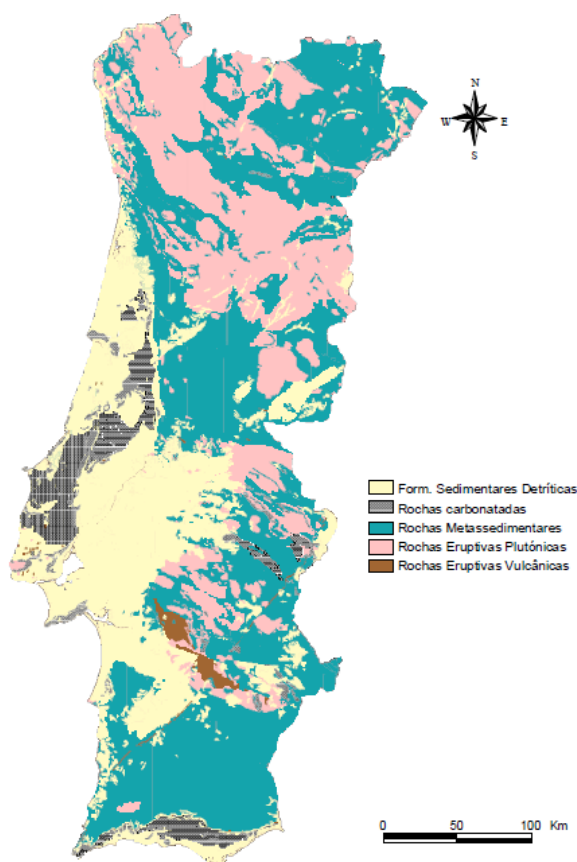 N
W E
S
Form. Sedimentares Detríticas
Rochas carbonatadas
Rochas Metassedimentares
Rochas Eruptivas Plutónicas
Rochas Eruptivas Vulcânicas
0 50 100 Km